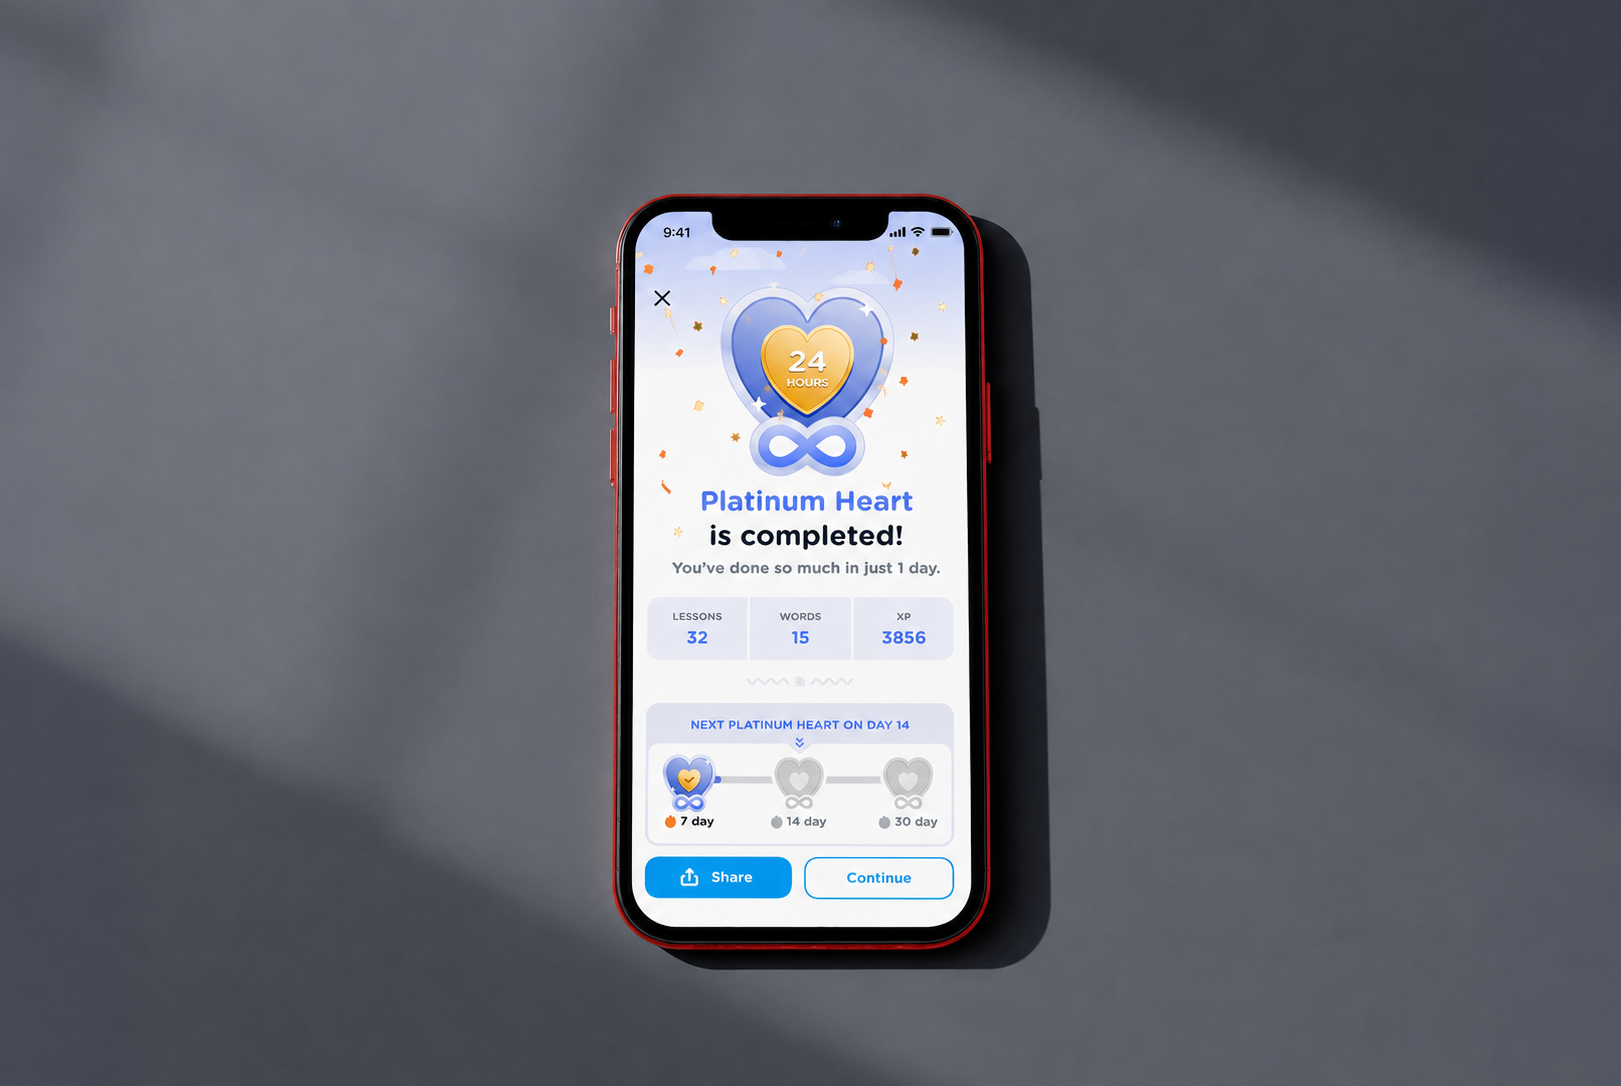 9:41
24
HOURS
Platinum Heart
is completed!
You've done so much in just 1 day.
LESSONS
32
WORDS
15
XP
3856
NEXT PLATINUM HEART ON DAY 14
7 day
14 day
30 day
Share
Continue